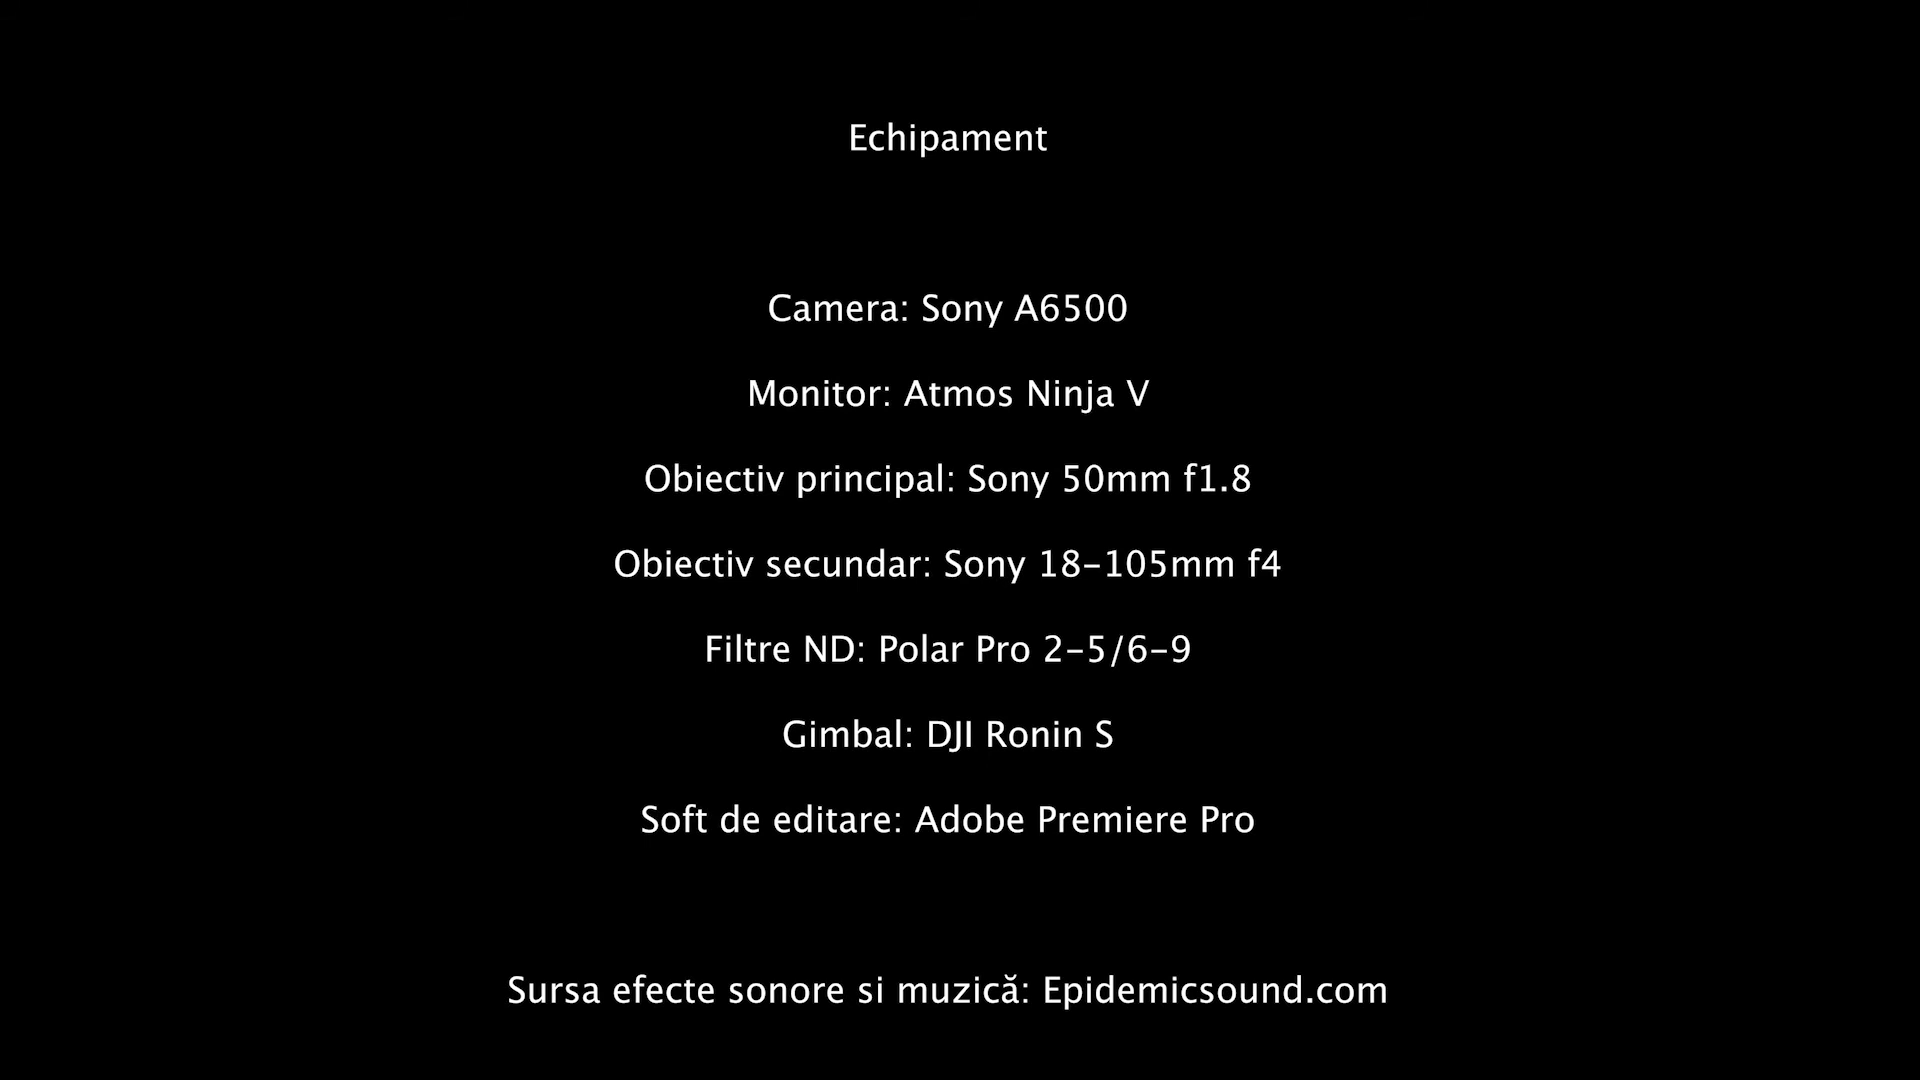 Echipament
Camera: Sony A6500
Monitor: Atmos Ninja V
Obiectiv principal: Sony 50mm f1.8
Obiectiv secundar: Sony 18-105mm f4
Filtre ND: Polar Pro 2-5/6-9
Gimbal: DJI Ronin S
Soft de editare: Adobe Premiere Pro
Sursa efecte sonore si muzică: Epidemicsound.com